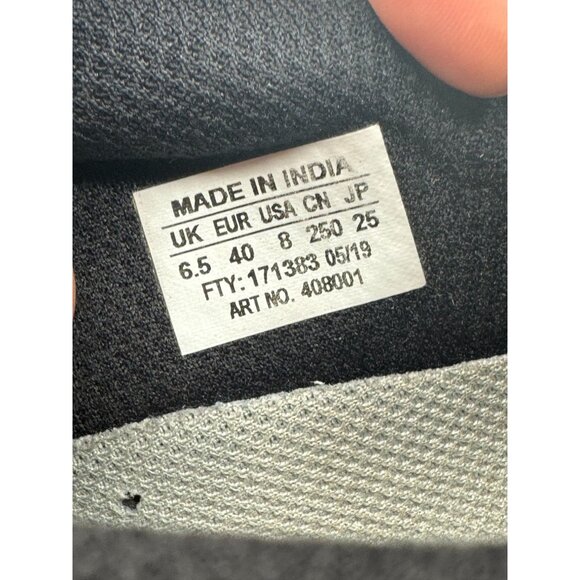 MADE IN INDIA
UK EUR USA CN JP
6.5 40 8 250 25
FTY: 171383 05/19
ART NO. 408001